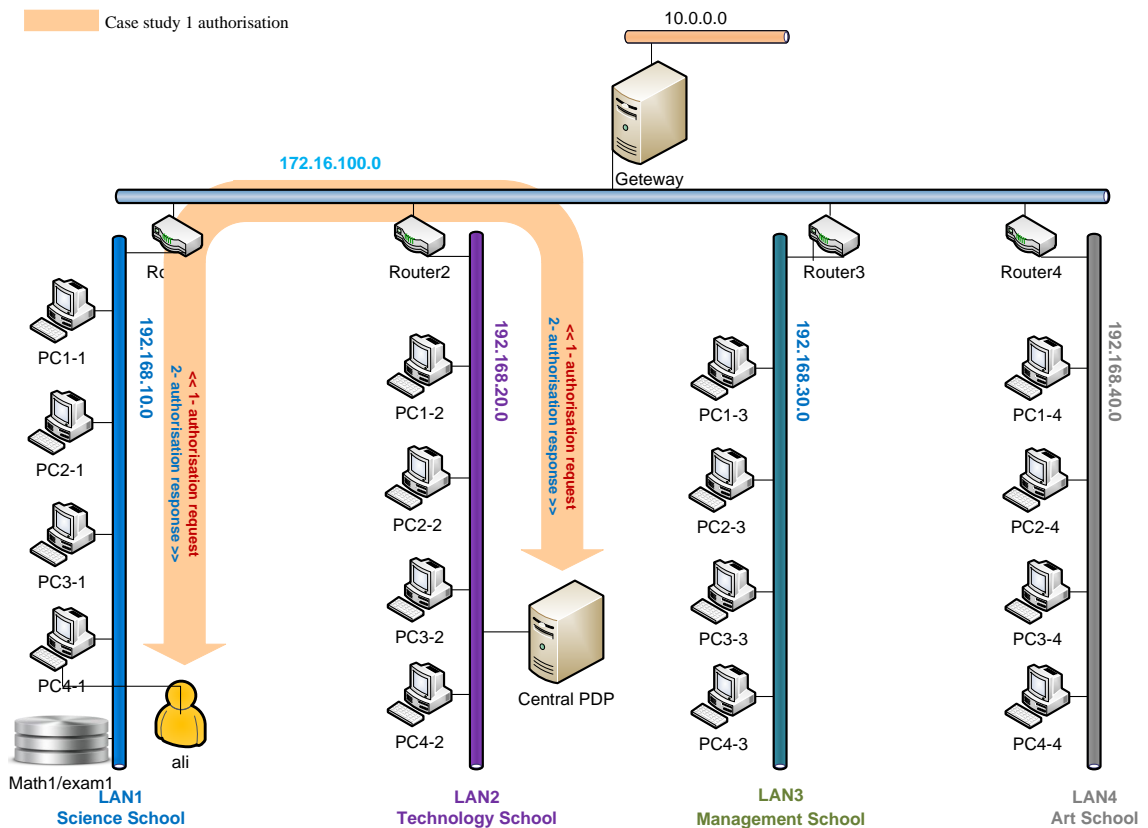 Case study 1 authorisation
10.0.0.0
Geteway
172.16.100.0
Router2
Router3
Router4
192.168.10.0
192.168.20.0
192.168.30.0
192.168.40.0
<< 1- authorisation request
2- authorisation response >>
<< 1- authorisation request
2- authorisation response >>
PC1-1
PC2-1
PC3-1
PC4-1
PC1-2
PC2-2
PC3-2
PC4-2
PC1-3
PC2-3
PC3-3
PC4-3
PC1-4
PC2-4
PC3-4
PC4-4
Central PDP
ali
Math1/exam1
LAN1
Science School
LAN2
Technology School
LAN3
Management School
LAN4
Art School